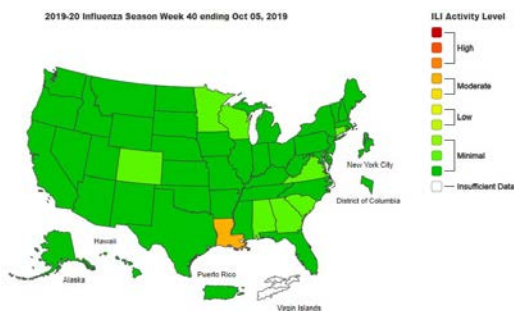 2019-20 Influenza Season Week 40 ending Oct 05, 2019
ILI Activity Level
High
Moderate
Low
Minimal
Insufficient Data
New York City
District of Columbia
Hawaii
Alaska
Puerto Rico
Virgin Islands